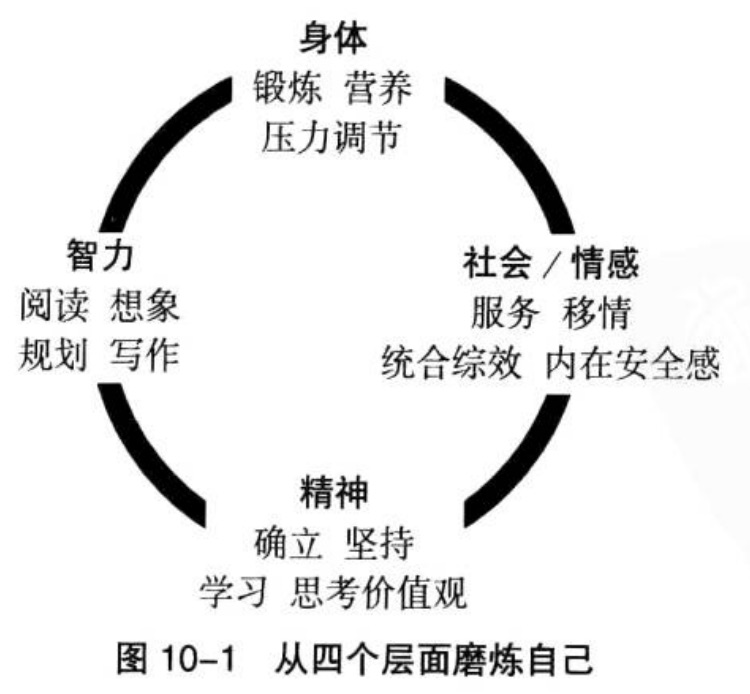 身体
锻炼 营养
压力调节
智力
阅读 想象
规划 写作
社会 / 情感
服务 移情
统合综效 内在安全感
精神
确立 坚持
学习 思考价值观
图 10-1 从四个层面磨炼自己